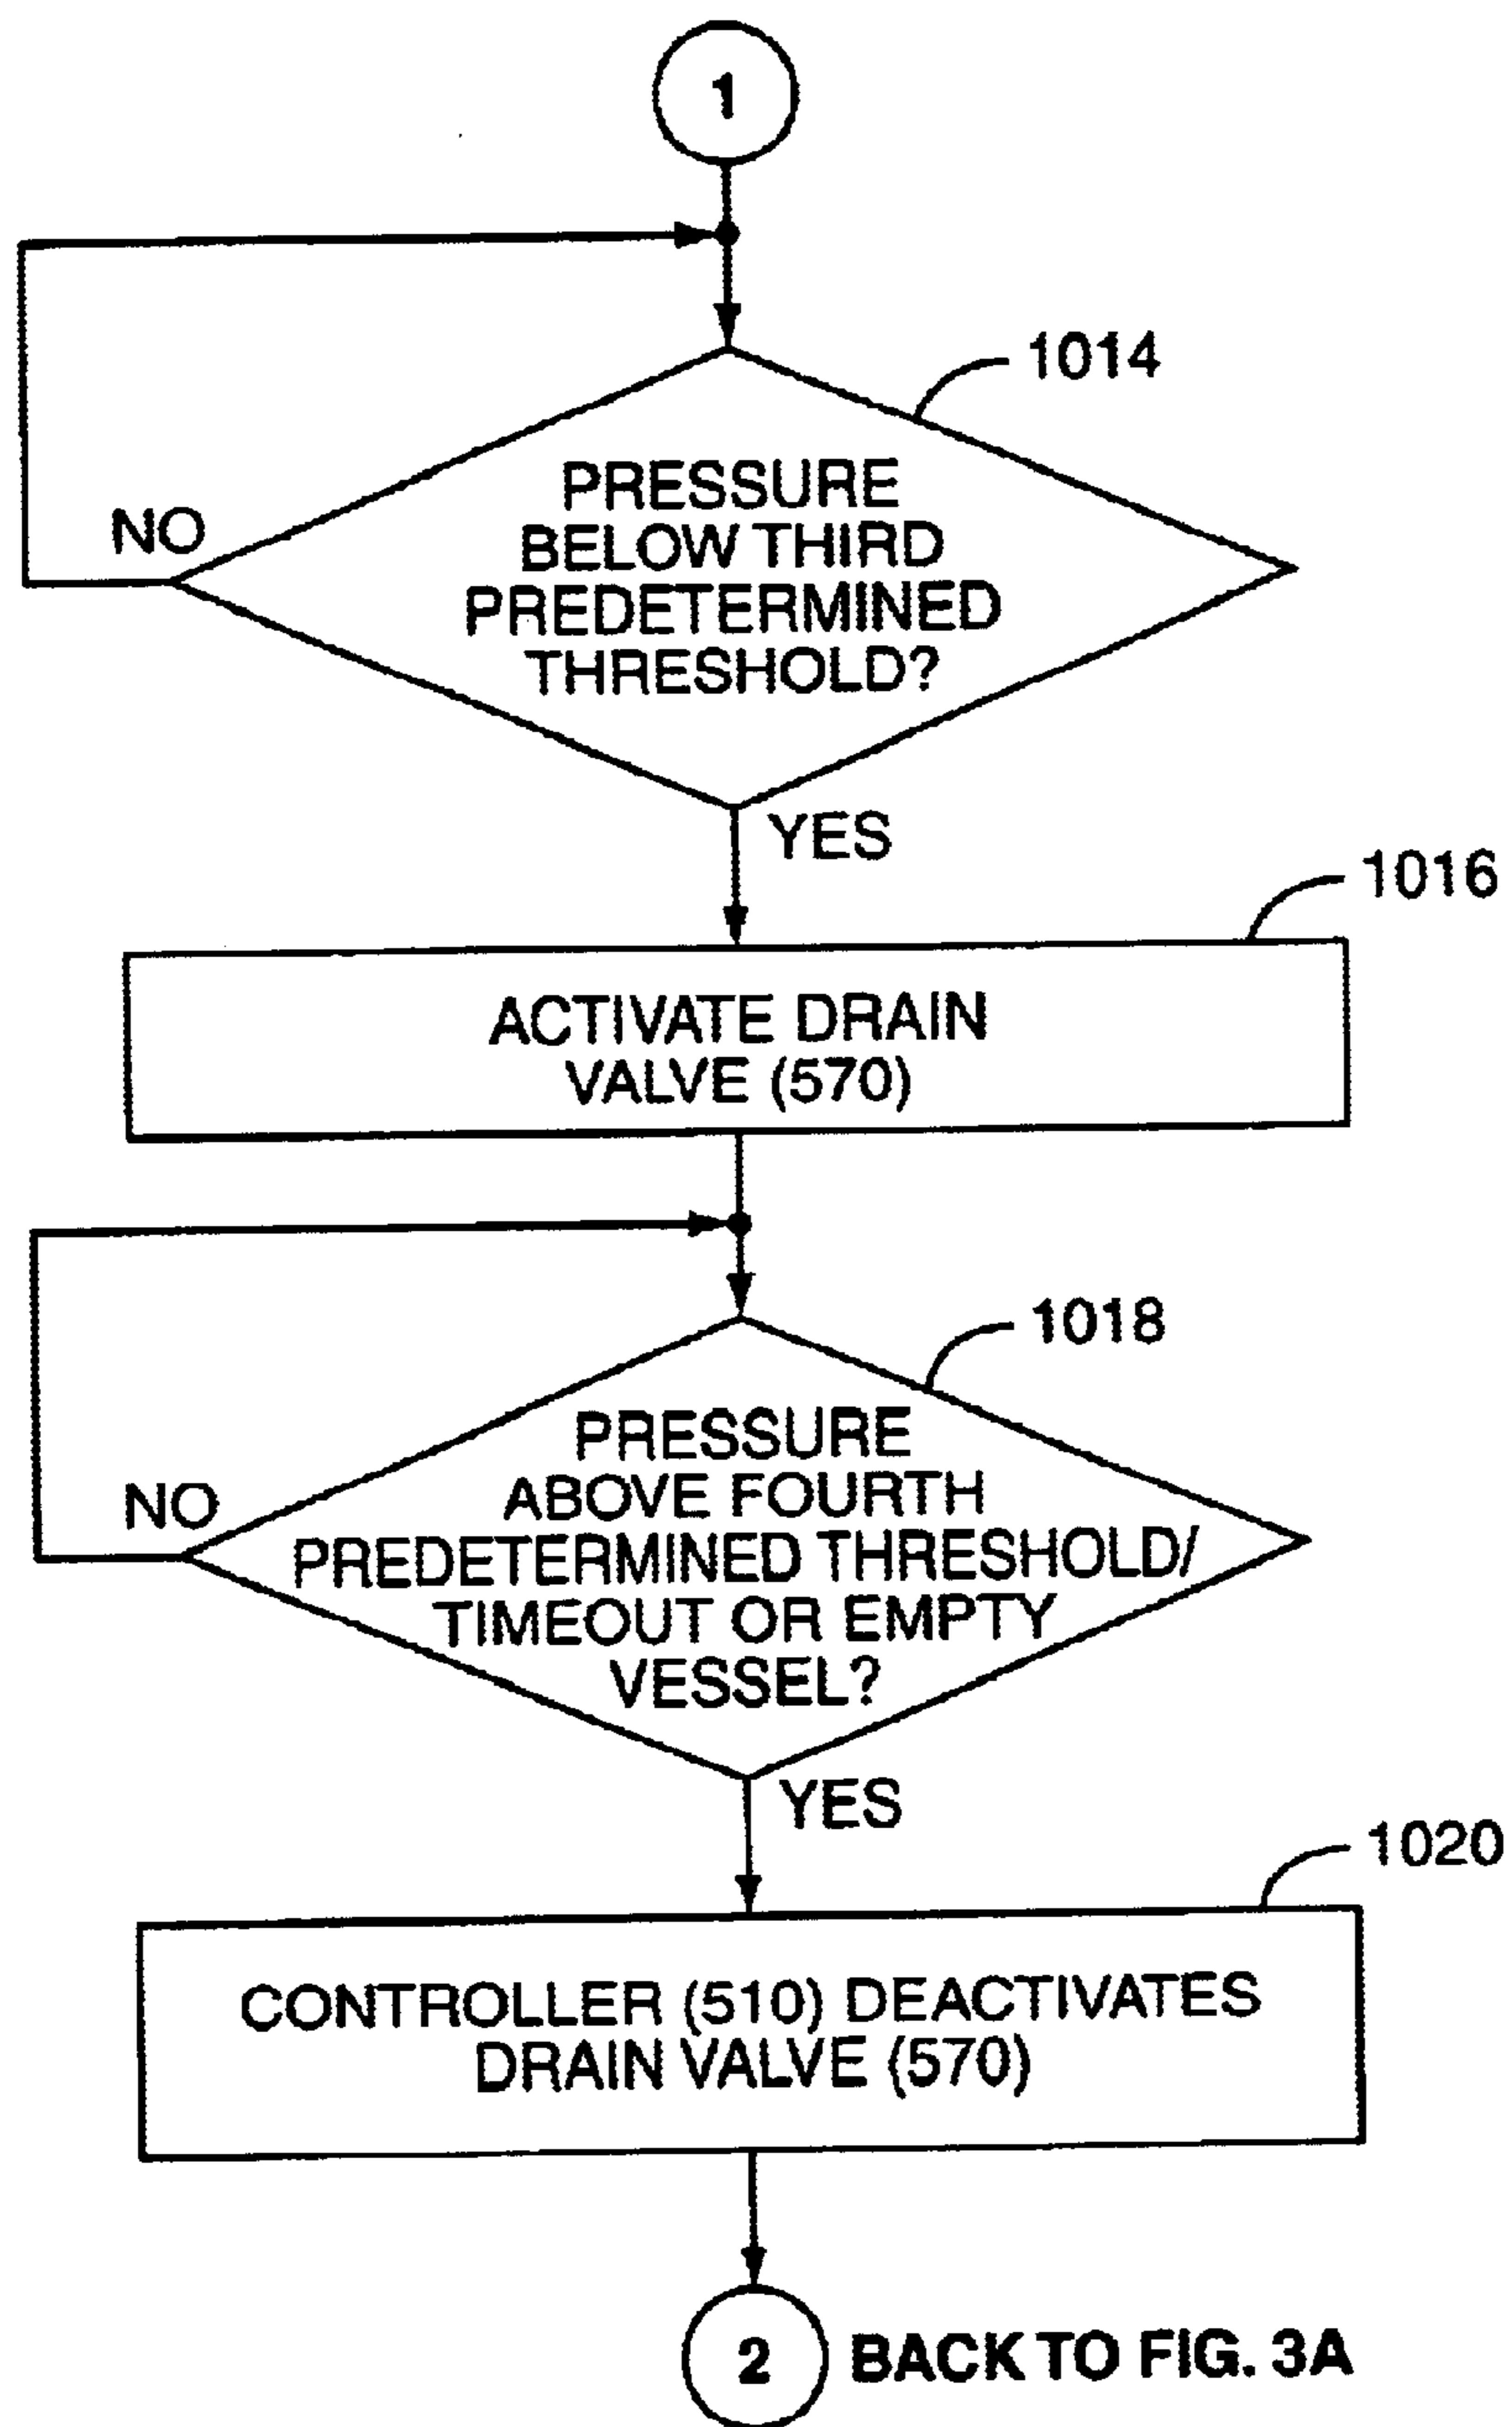 1
1014
PRESSURE
BELOW THIRD
PREDETERMINED
THRESHOLD?
NO
YES
1016
ACTIVATE DRAIN
VALVE (570)
1018
PRESSURE
ABOVE FOURTH
PREDETERMINED THRESHOLD/
TIMEOUT OR EMPTY
VESSEL?
NO
YES
1020
CONTROLLER (510) DEACTIVATES
DRAIN VALVE (570)
2 BACK TO FIG. 3A